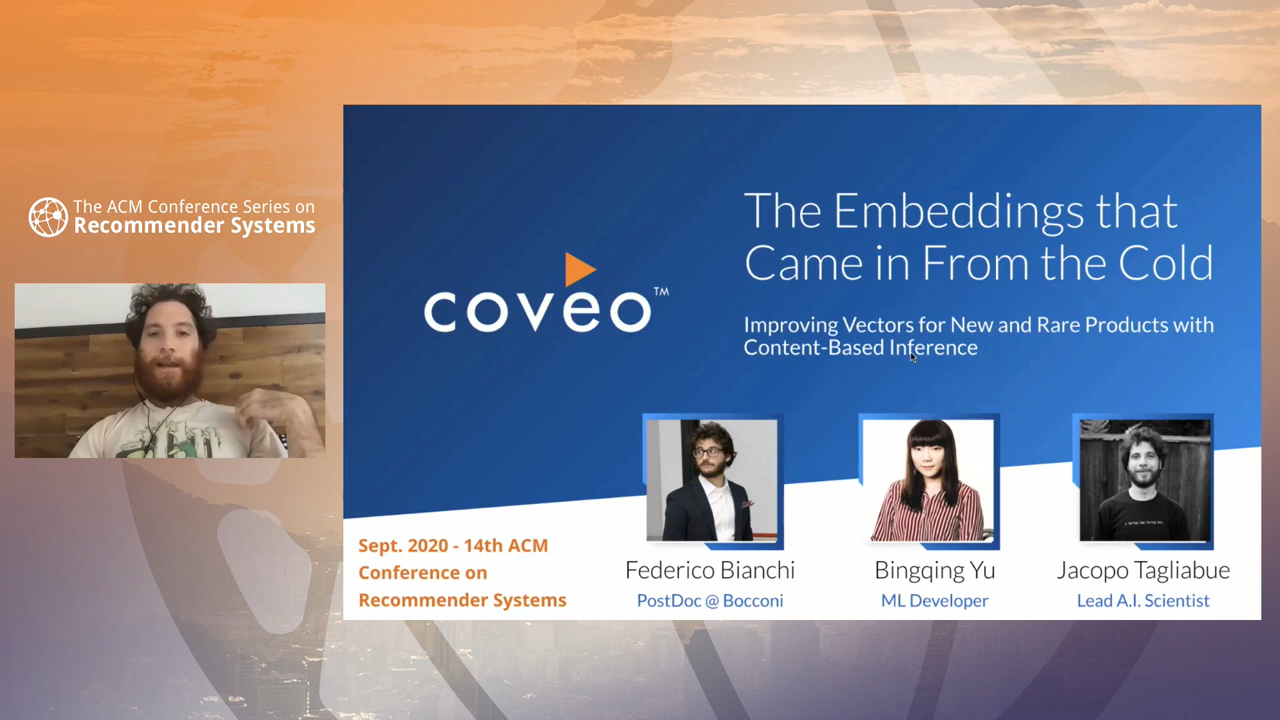 The ACM Conference Series on
Recommender Systems
coveo™
The Embeddings that
Came in From the Cold
Improving Vectors for New and Rare Products with
Content-Based Inference
Sept. 2020 - 14th ACM
Conference on
Recommender Systems
Federico Bianchi
PostDoc @ Bocconi
Bingqing Yu
ML Developer
Jacopo Tagliabue
Lead A.I. Scientist